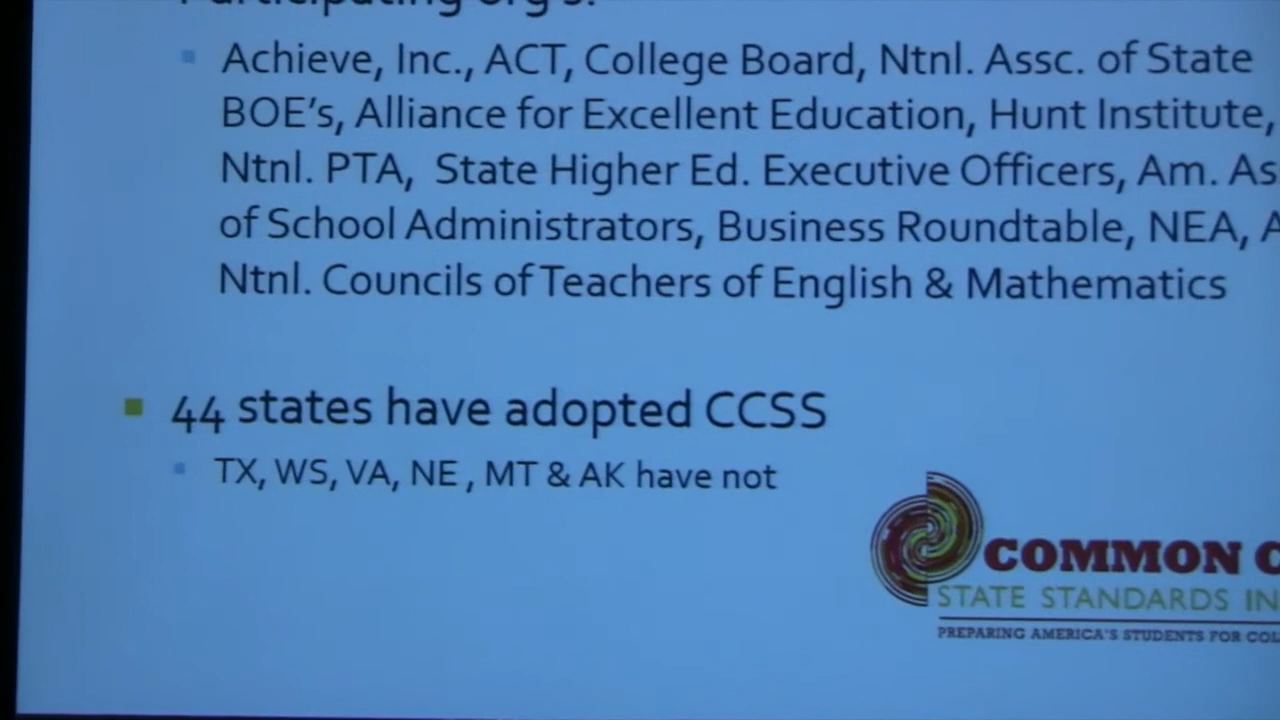 Participating org's:
Achieve, Inc., ACT, College Board, Ntnl. Assc. of State
BOE's, Alliance for Excellent Education, Hunt Institute,
Ntnl. PTA, State Higher Ed. Executive Officers, Am. As
of School Administrators, Business Roundtable, NEA, A
Ntnl. Councils of Teachers of English & Mathematics
44 states have adopted CCSS
TX, WS, VA, NE , MT & AK have not
COMMON C
STATE STANDARDS IN
PREPARING AMERICA'S STUDENTS FOR COL